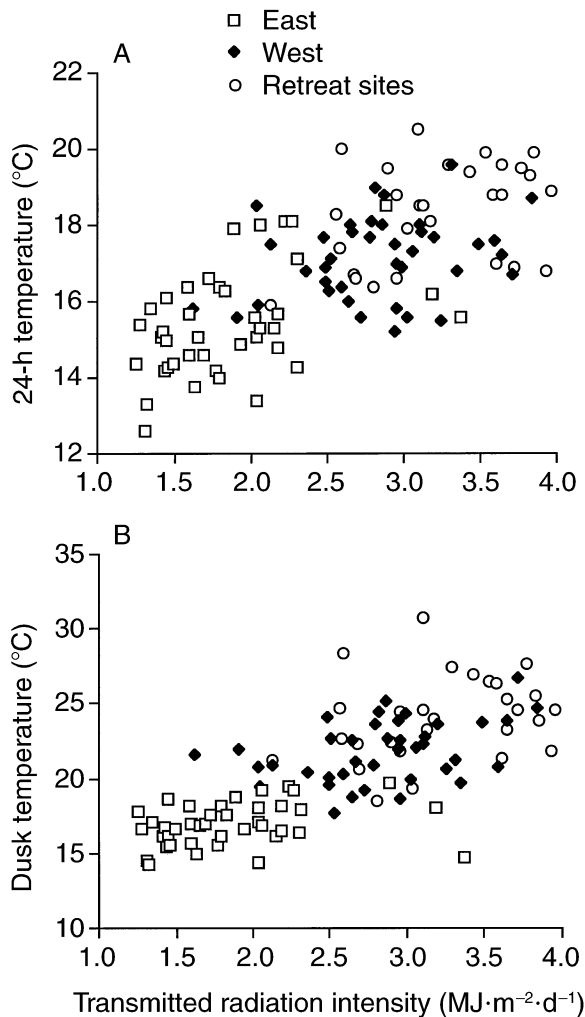 East
A
West
Retreat sites
22
20
18
16
14
12
24-h temperature (°C)
1.0 1.5 2.0 2.5 3.0 3.5 4.0
B
35
30
25
20
15
10
Dusk temperature (°C)
1.0 1.5 2.0 2.5 3.0 3.5 4.0
Transmitted radiation intensity (MJ·m⁻²·d⁻¹)